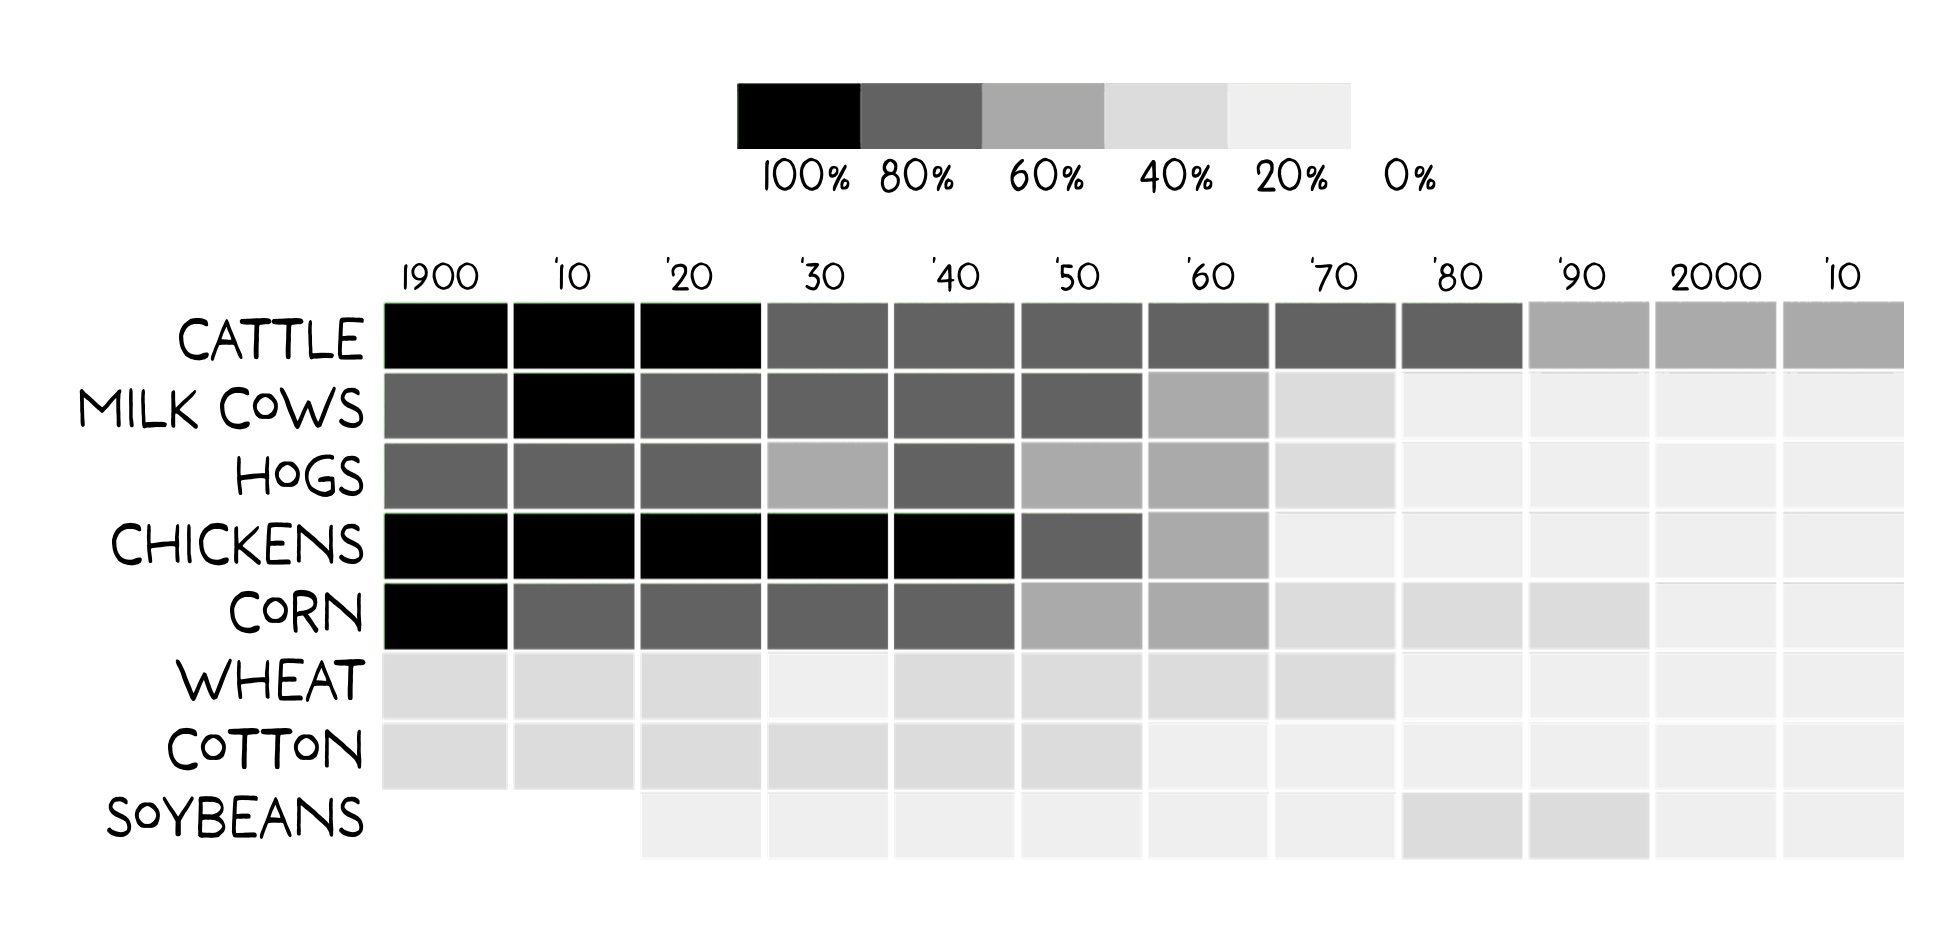 100% 80% 60% 40% 20% 0%
1900 '10 '20 '30 '40 '50 '60 '70 '80 '90 2000 '10
CATTLE
MILK COWS
HOGS
CHICKENS
CORN
WHEAT
COTTON
SOYBEANS